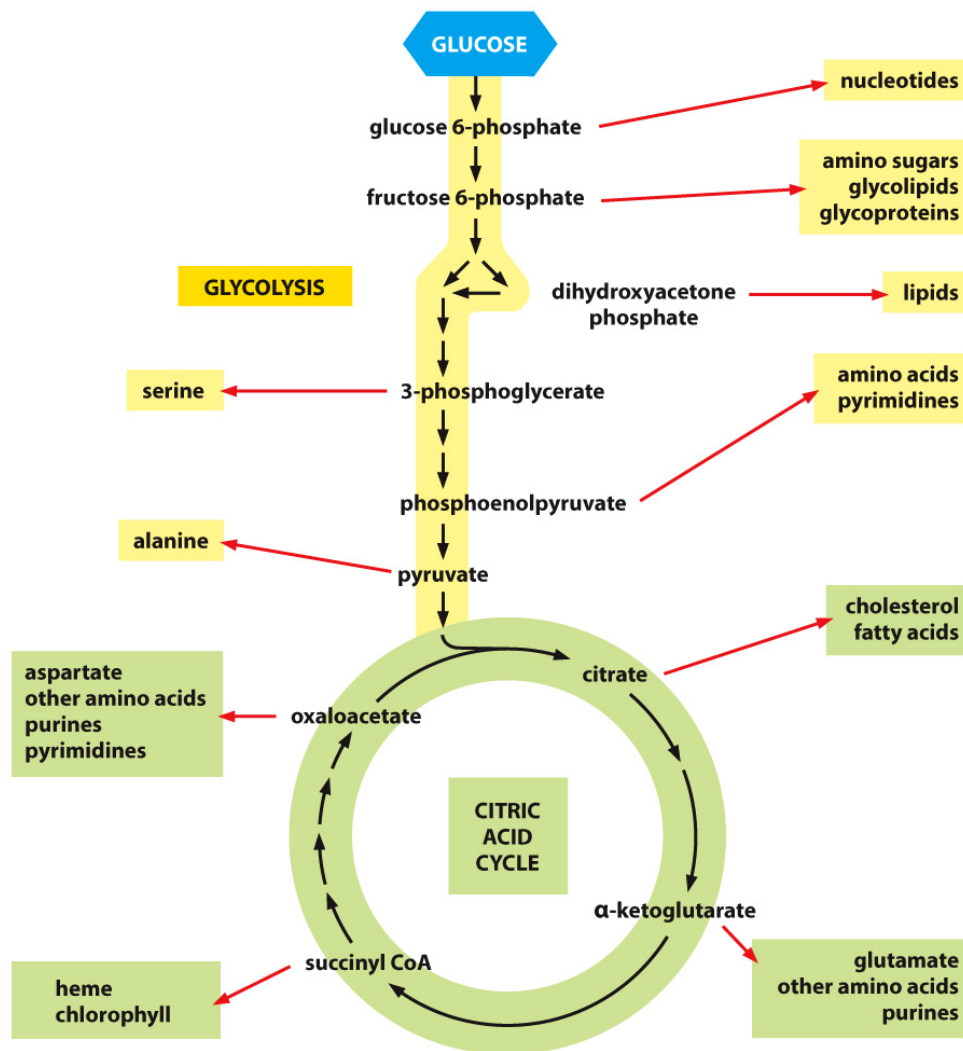 GLUCOSE
nucleotides
glucose 6-phosphate
amino sugars
glycolipids
glycoproteins
fructose 6-phosphate
GLYCOLYSIS
dihydroxyacetone
phosphate
lipids
serine
3-phosphoglycerate
amino acids
pyrimidines
phosphoenolpyruvate
alanine
pyruvate
cholesterol
fatty acids
citrate
aspartate
other amino acids
purines
pyrimidines
oxaloacetate
CITRIC
ACID
CYCLE
α-ketoglutarate
succinyl CoA
heme
chlorophyll
glutamate
other amino acids
purines